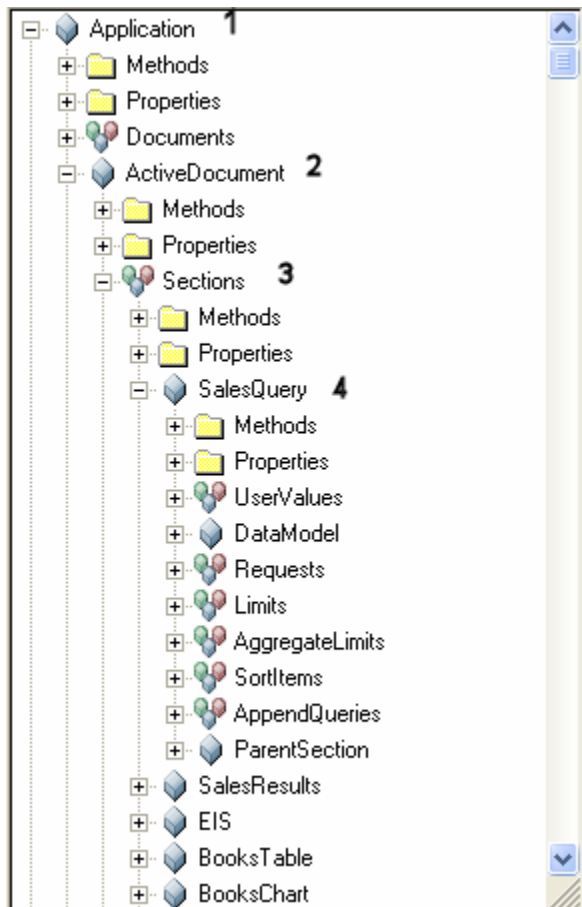 Application 1
Methods
Properties
Documents
ActiveDocument 2
Methods
Properties
Sections 3
Methods
Properties
SalesQuery 4
Methods
Properties
UserValues
DataModel
Requests
Limits
AggregateLimits
SortItems
AppendQueries
ParentSection
SalesResults
EIS
BooksTable
BooksChart